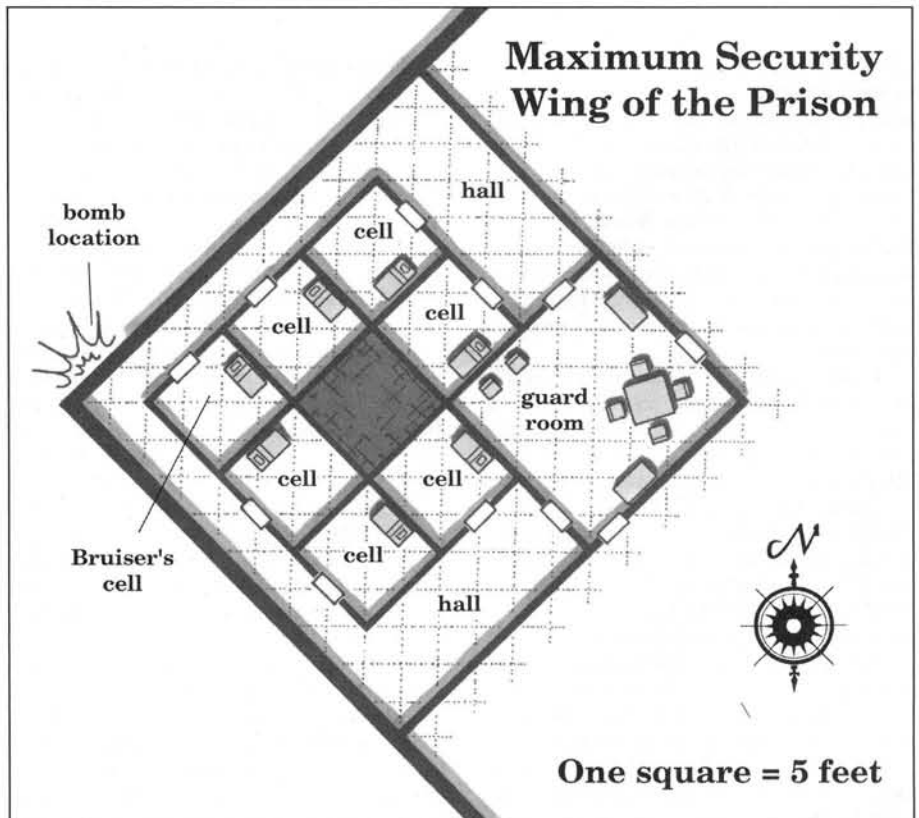 Maximum Security
Wing of the Prison
hall
bomb
location
cell
cell
cell
guard
room
cell
cell
Bruiser's
cell
cell
hall
N
One square = 5 feet